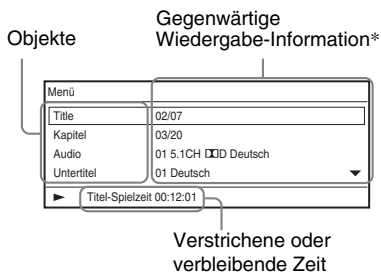 Gegenwärtige
Objekte
Wiedergabe-Information*
Menü
Title 02/07
Kapitel 03/20
Audio 01 5.1CH D Deutsch
Untertitel 01 Deutsch
Titel-Spielzeit 00:12:01
Verstrichene oder
verbleibende Zeit